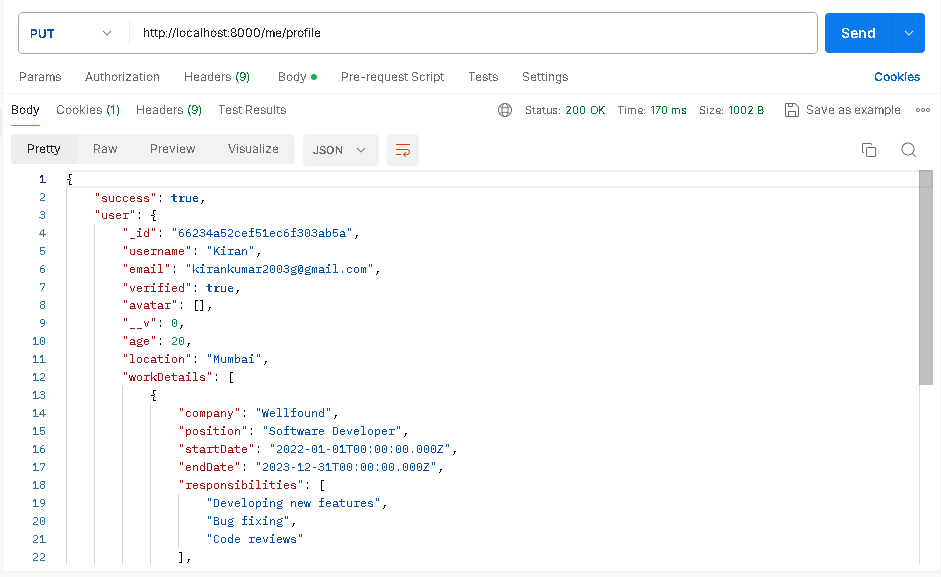 PUT http://localhost:8000/me/profile Send
Params Authorization Headers (9) Body Pre-request Script Tests Settings Cookies
Body Cookies (1) Headers (9) Test Results Status: 200 OK Time: 170 ms Size: 1002 B Save as example
Pretty Raw Preview Visualize JSON
1 {
2 "success": true,
3 "user": {
4 "_id": "66234a52cef51ec6f303ab5a",
5 "username": "Kiran",
6 "email": "kirankumar2003g@gmail.com",
7 "verified": true,
8 "avatar": [],
9 "__v": 0,
10 "age": 20,
11 "location": "Mumbai",
12 "workDetails": [
13 {
14 "company": "Wellfound",
15 "position": "Software Developer",
16 "startDate": "2022-01-01T00:00:00.000Z",
17 "endDate": "2023-12-31T00:00:00.000Z",
18 "responsibilities": [
19 "Developing new features",
20 "Bug fixing",
21 "Code reviews"
22 ],